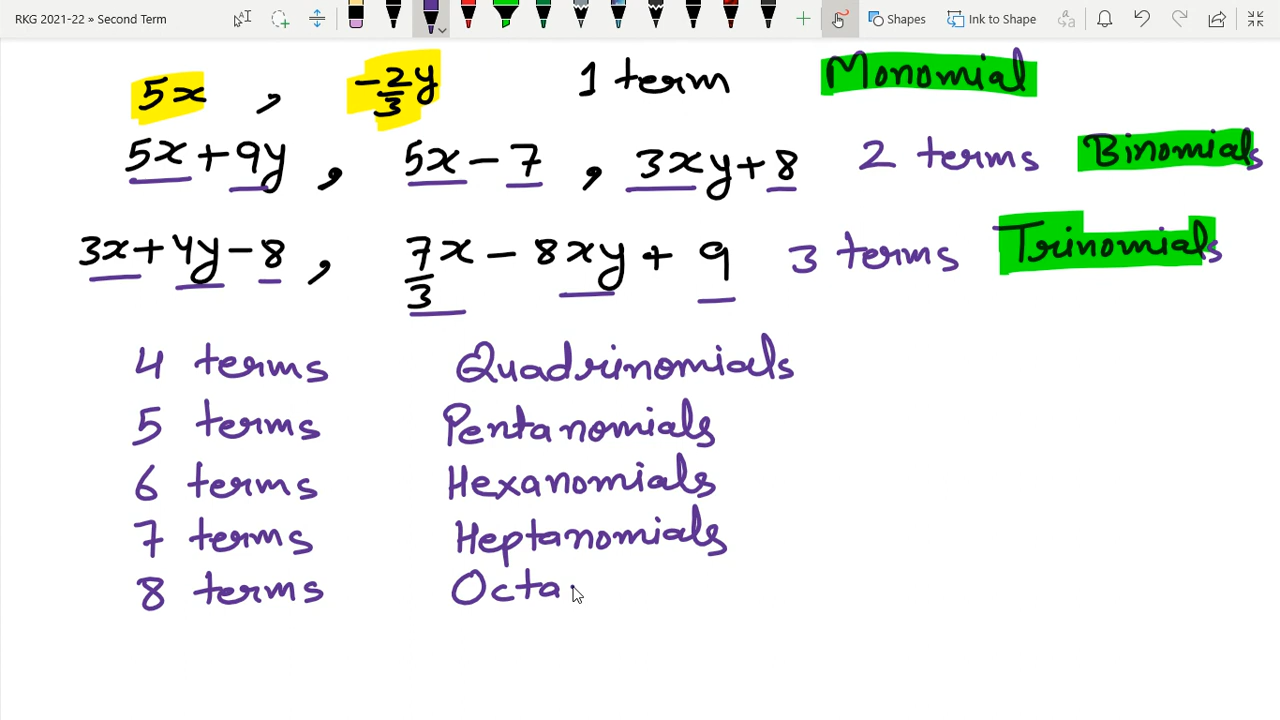 RKG 2021-22 » Second Term
Shapes
Ink to Shape
5x , -2/3 y 1 term Monomial
5x+9y , 5x-7 , 3xy+8 2 terms Binomials
3x+4y-8 , 7/3 x - 8xy + 9 3 terms Trinomials
4 terms Quadrinomials
5 terms Pentanomials
6 terms Hexanomials
7 terms Heptanomials
8 terms Octa